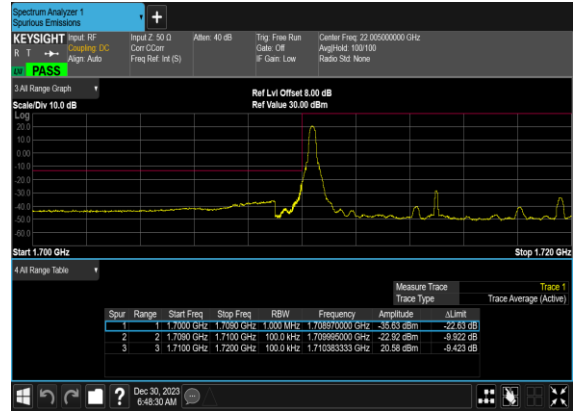 Spectrum Analyzer 1
Spurious Emissions
KEYSIGHT
R T
PASS
Input: RF
Coupling: DC
Align: Auto
Input Z: 50 Ω
Corr CCorr
Freq Ref: Int (S)
Atten: 40 dB
Trig: Free Run
Gate: Off
IF Gain: Low
Center Freq: 22.005000000 GHz
Avg|Hold: 100/100
Radio Std: None
3 All Range Graph
Scale/Div 10.0 dB
Ref Lvl Offset 8.00 dB
Ref Value 30.00 dBm
Log
20.0
10.0
0.00
-10.0
-20.0
-30.0
-40.0
-50.0
-60.0
Start 1.700 GHz
Stop 1.720 GHz
4 All Range Table
Measure Trace Trace 1
Trace Type Trace Average (Active)
Spur Range Start Freq Stop Freq RBW Frequency Amplitude ΔLimit
1 1 1.7000 GHz 1.7090 GHz 1.000 MHz 1.708970000 GHz -35.63 dBm -22.63 dB
2 2 1.7090 GHz 1.7100 GHz 100.0 kHz 1.709995000 GHz -22.92 dBm -9.922 dB
3 3 1.7100 GHz 1.7200 GHz 100.0 kHz 1.710383333 GHz 20.58 dBm -9.423 dB
?
Dec 30, 2023
6:48:30 AM